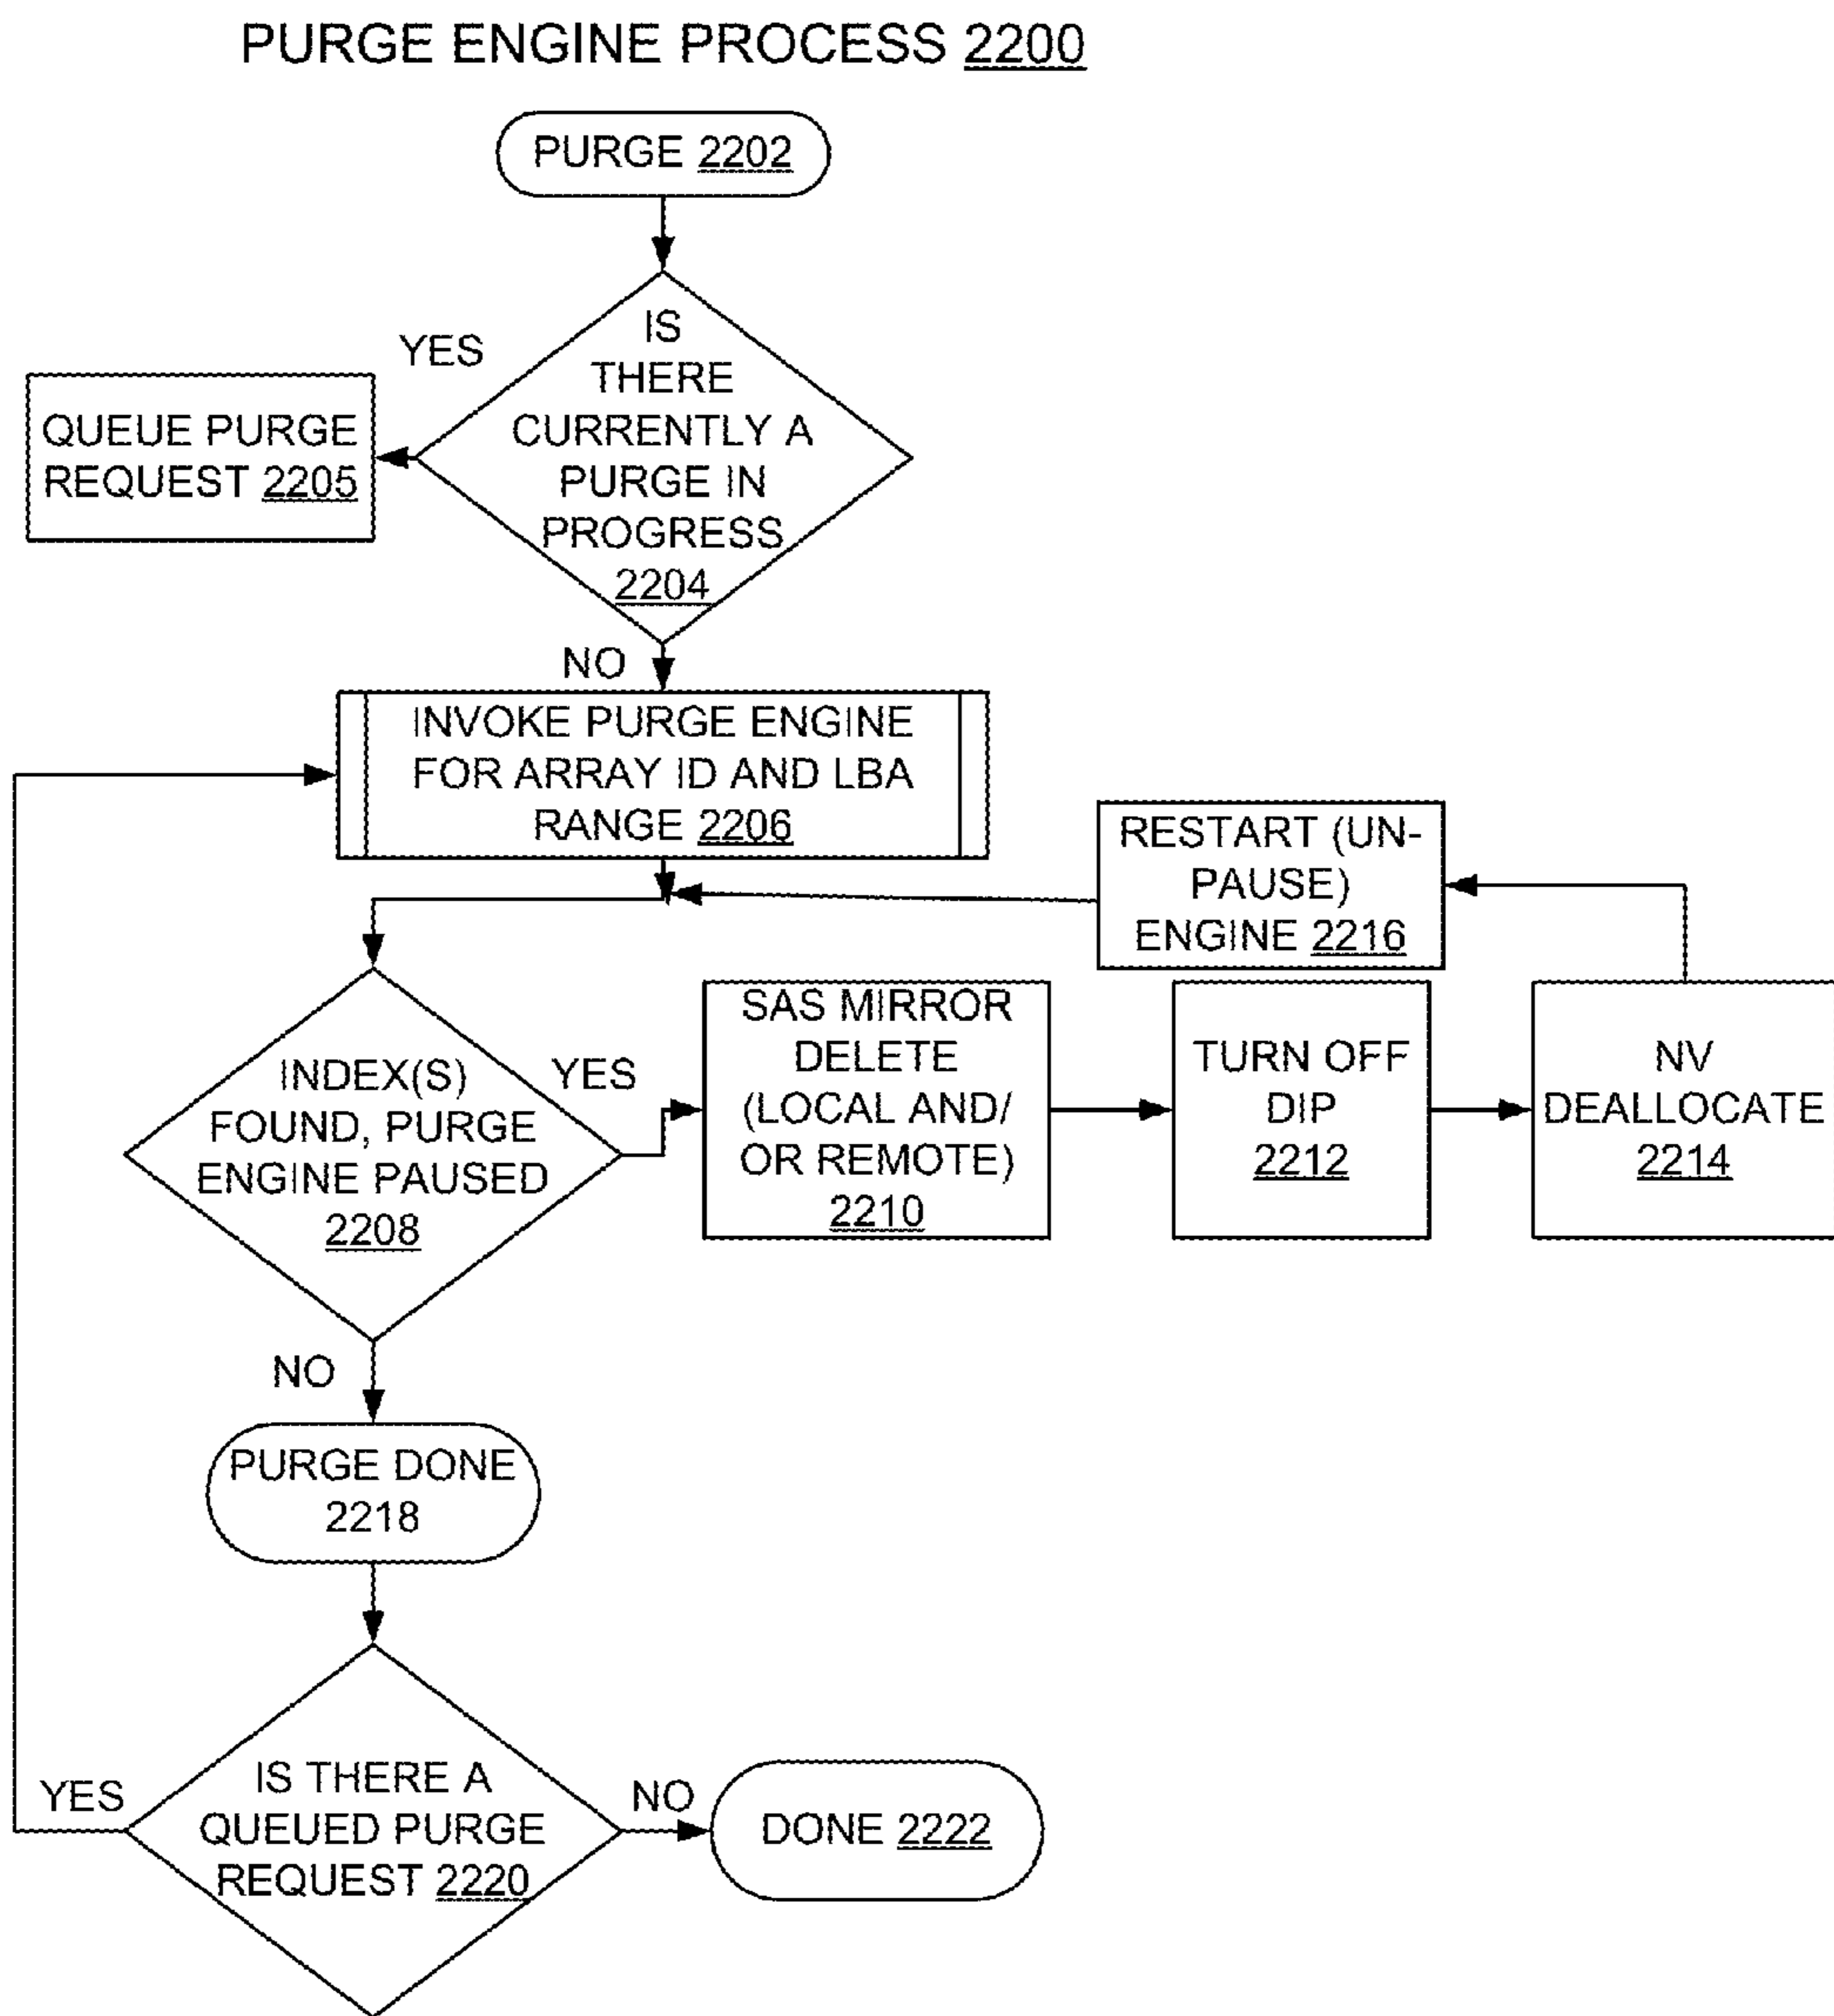 PURGE ENGINE PROCESS 2200
PURGE 2202
IS
THERE
CURRENTLY A
PURGE IN
PROGRESS
2204
YES
QUEUE PURGE
REQUEST 2205
NO
INVOKE PURGE ENGINE
FOR ARRAY ID AND LBA
RANGE 2206
RESTART (UN-
PAUSE)
ENGINE 2216
INDEX(S)
FOUND, PURGE
ENGINE PAUSED
2208
YES
SAS MIRROR
DELETE
(LOCAL AND/
OR REMOTE)
2210
TURN OFF
DIP
2212
NV
DEALLOCATE
2214
NO
PURGE DONE
2218
IS THERE A
QUEUED PURGE
REQUEST 2220
YES
NO
DONE 2222